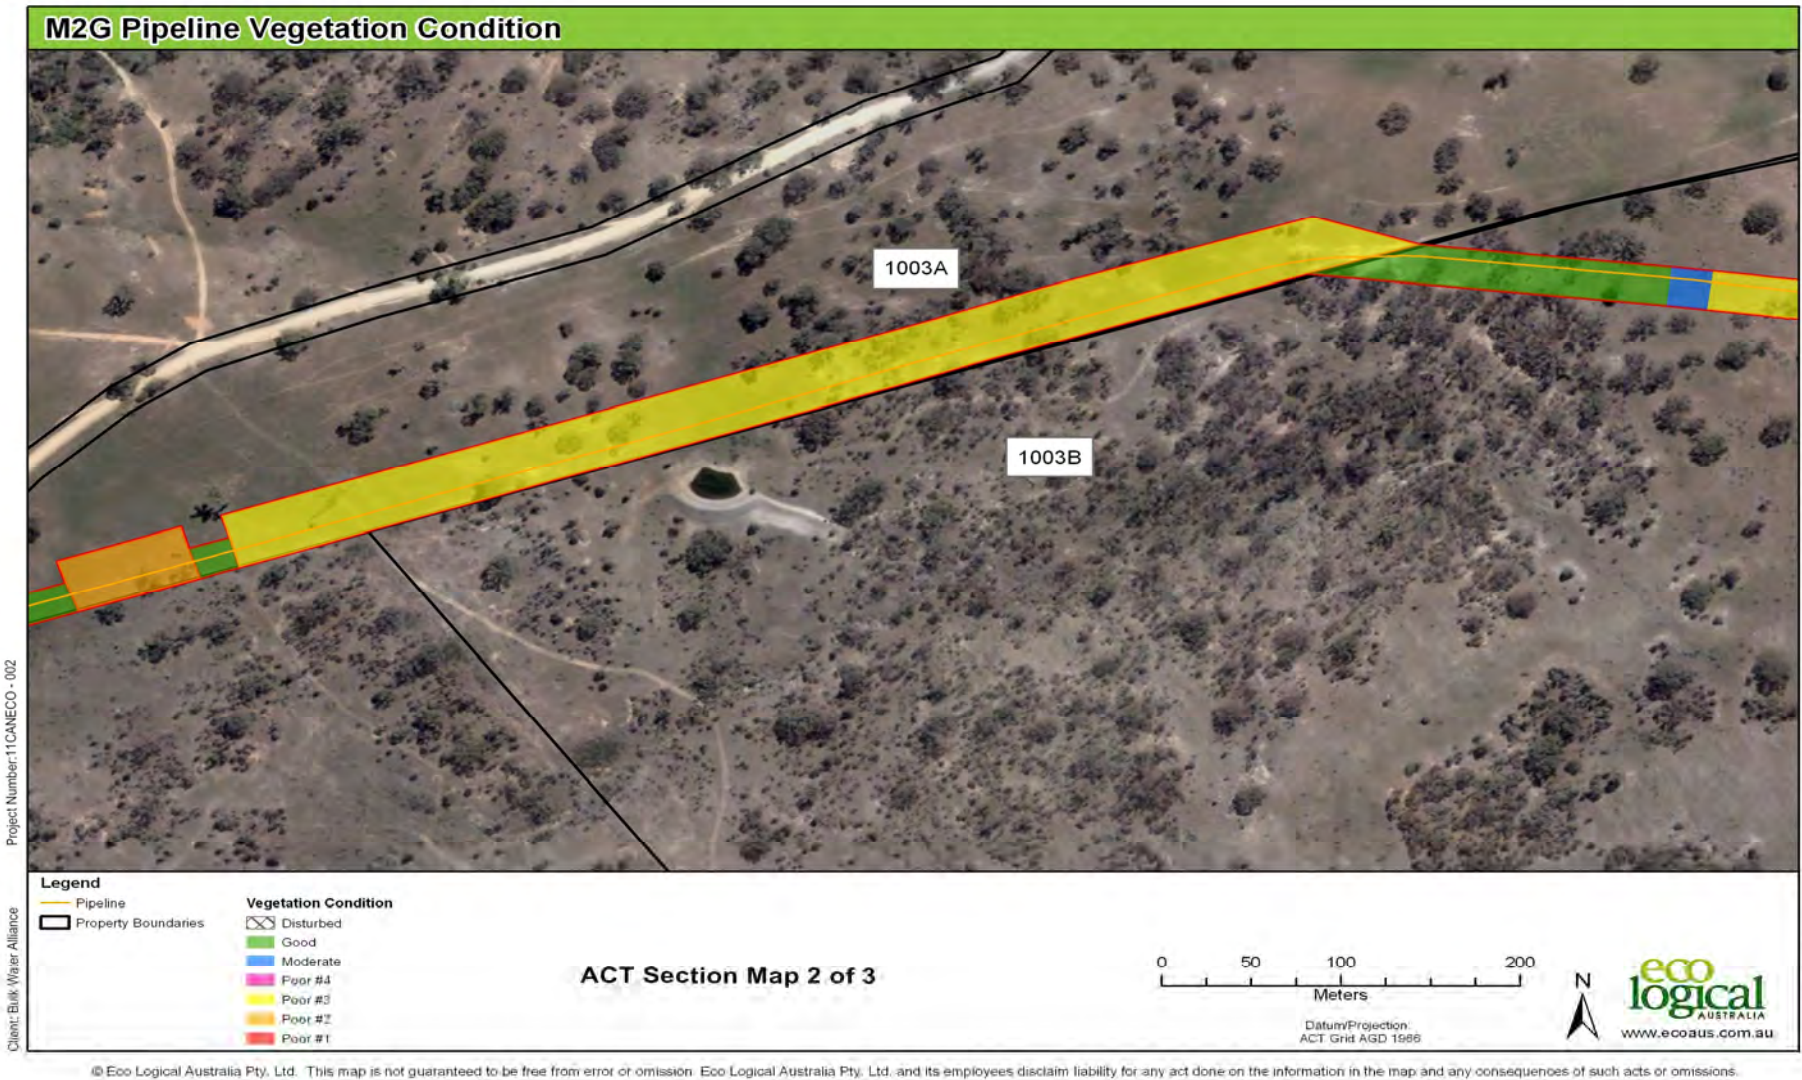 M2G Pipeline Vegetation Condition
1003A
1003B
Project Number:11CANECO - 002
Client: Bulk Water Alliance
Legend
Pipeline
Property Boundaries
Vegetation Condition
Disturbed
Good
Moderate
Poor #4
Poor #3
Poor #2
Poor #1
ACT Section Map 2 of 3
0 50 100 200
Meters
Datum/Projection:
ACT Grid AGD 1966
N
eco
logical
AUSTRALIA
www.ecoaus.com.au
© Eco Logical Australia Pty. Ltd. This map is not guaranteed to be free from error or omission. Eco Logical Australia Pty. Ltd. and its employees disclaim liability for any act done on the information in the map and any consequences of such acts or omissions.